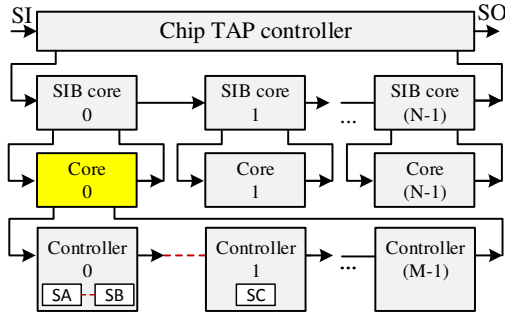 SI
SO
Chip TAP controller
SIB core
0
SIB core
1
...
SIB core
(N-1)
Core
0
Core
1
Core
(N-1)
Controller
0
SA
SB
Controller
1
SC
...
Controller
(M-1)